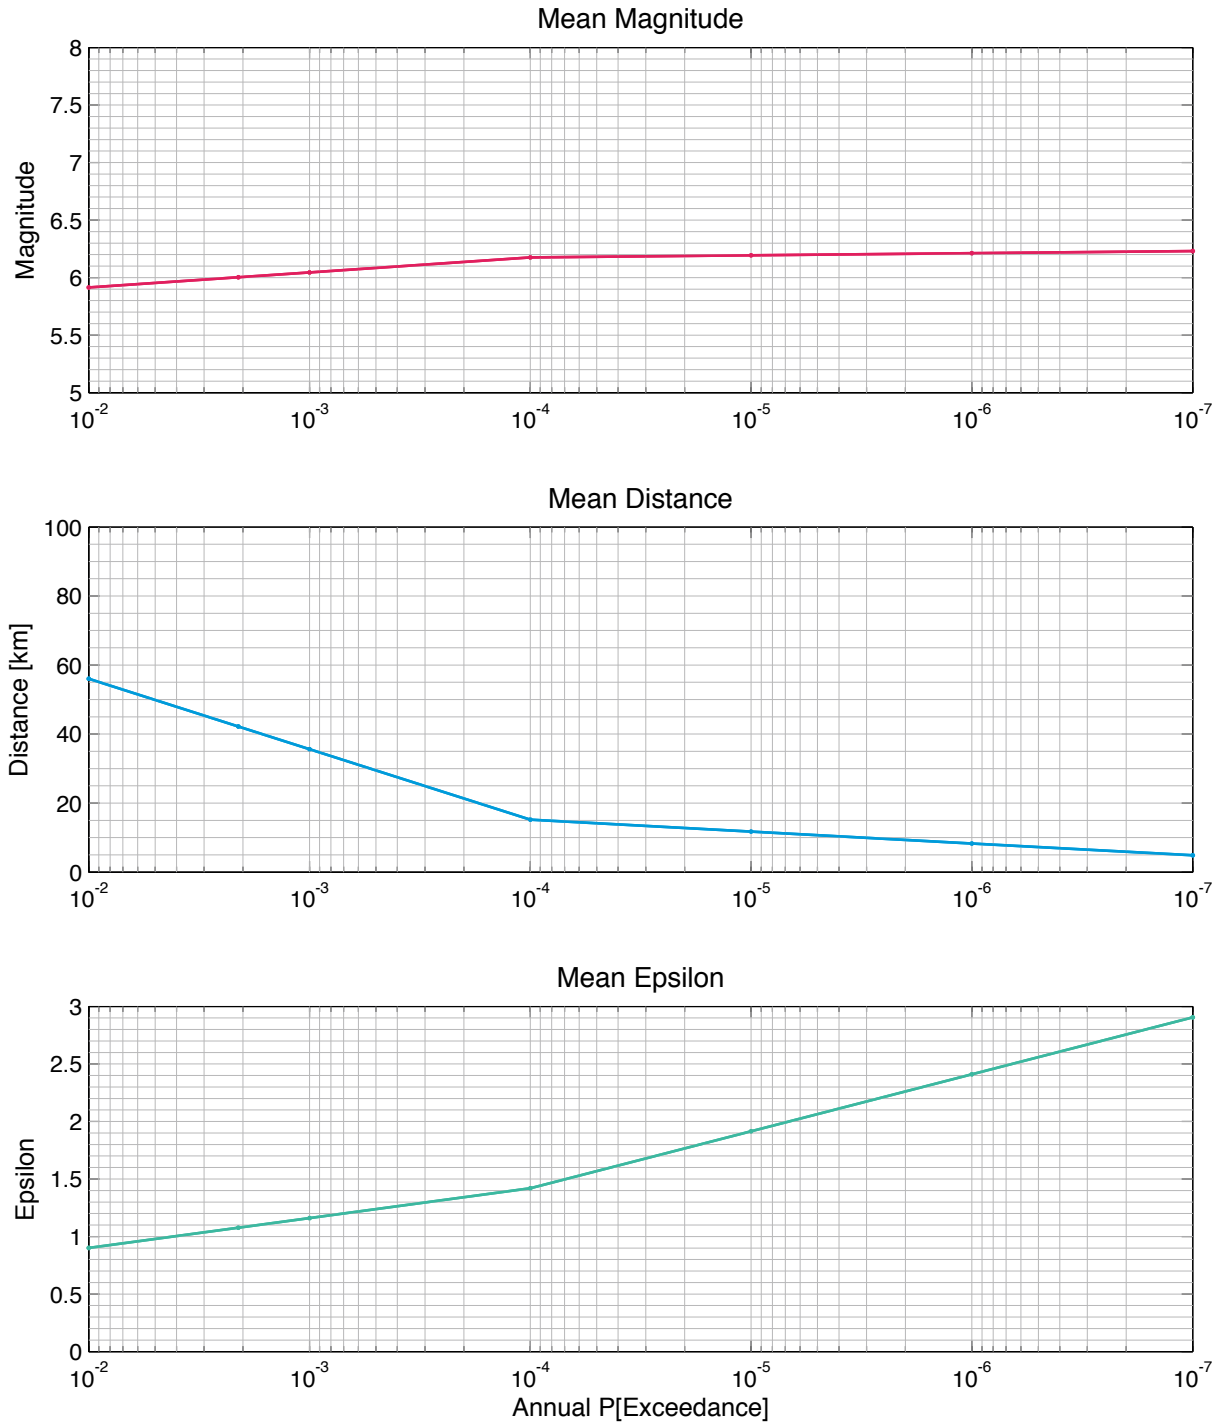 Mean Magnitude
Magnitude
8
7.5
7
6.5
6
5.5
5
10-2 10-3 10-4 10-5 10-6 10-7
Mean Distance
Distance [km]
100
80
60
40
20
0
10-2 10-3 10-4 10-5 10-6 10-7
Mean Epsilon
Epsilon
3
2.5
2
1.5
1
0.5
0
10-2 10-3 10-4 10-5 10-6 10-7
Annual P[Exceedance]